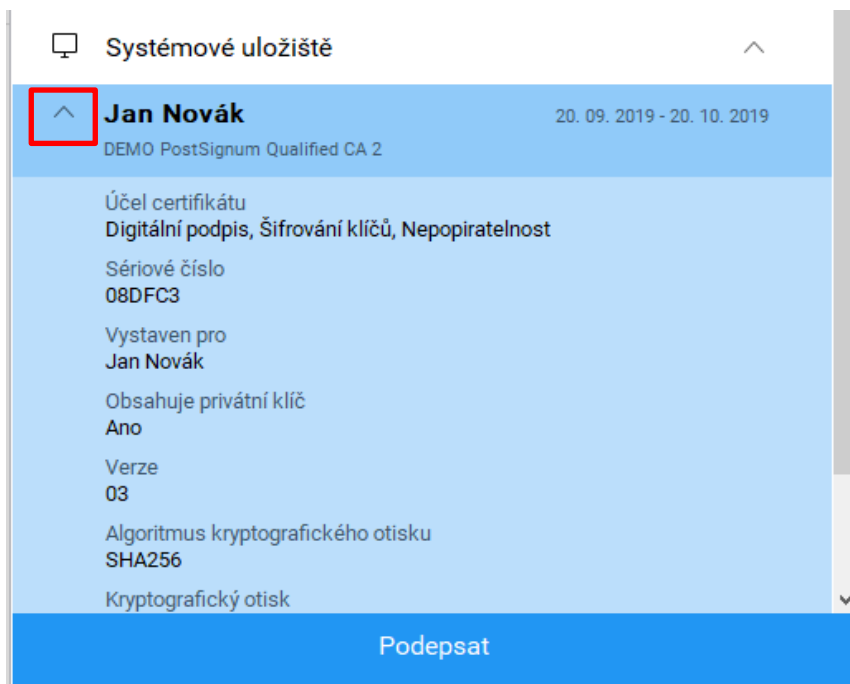 Systémové uložiště
Jan Novák 20. 09. 2019 - 20. 10. 2019
DEMO PostSignum Qualified CA 2
Účel certifikátu
Digitální podpis, Šifrování klíčů, Nepopiratelnost
Sériové číslo
08DFC3
Vystaven pro
Jan Novák
Obsahuje privátní klíč
Ano
Verze
03
Algoritmus kryptografického otisku
SHA256
Kryptografický otisk
Podepsat